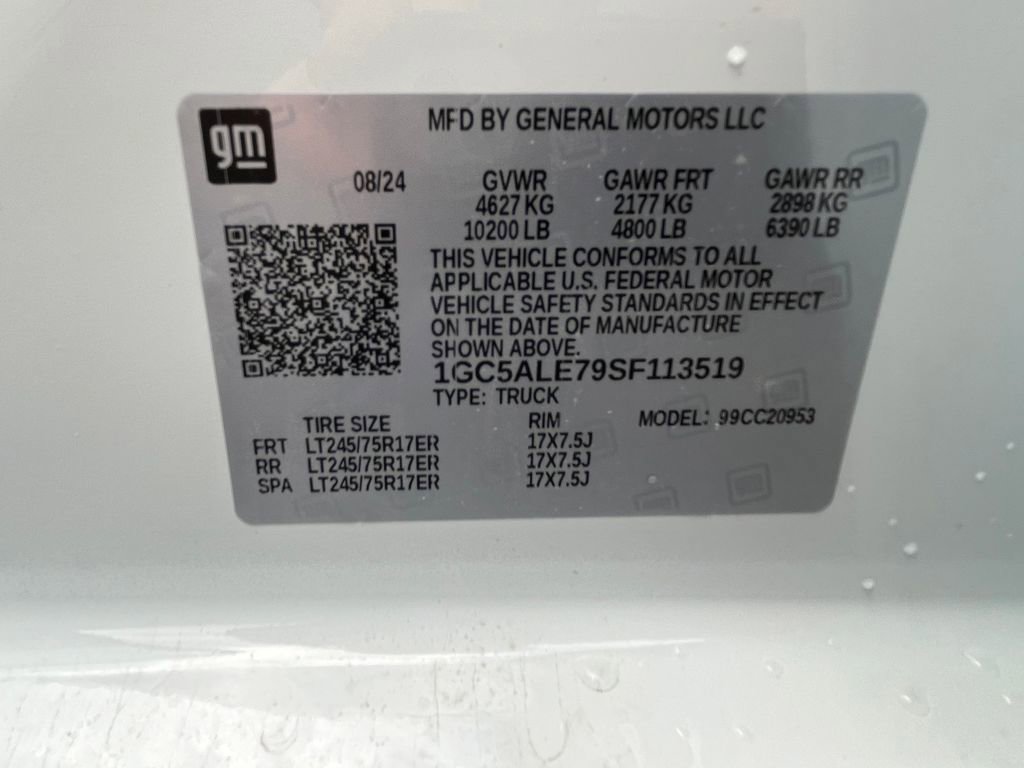 gm
MFD BY GENERAL MOTORS LLC
08/24 GVWR GAWR FRT GAWR RR
4627 KG 2177 KG 2898 KG
10200 LB 4800 LB 6390 LB
THIS VEHICLE CONFORMS TO ALL
APPLICABLE U.S. FEDERAL MOTOR
VEHICLE SAFETY STANDARDS IN EFFECT
ON THE DATE OF MANUFACTURE
SHOWN ABOVE.
1GC5ALE79SF113519
TYPE: TRUCK
TIRE SIZE RIM MODEL: 99CC20953
FRT LT245/75R17ER 17X7.5J
RR LT245/75R17ER 17X7.5J
SPA LT245/75R17ER 17X7.5J